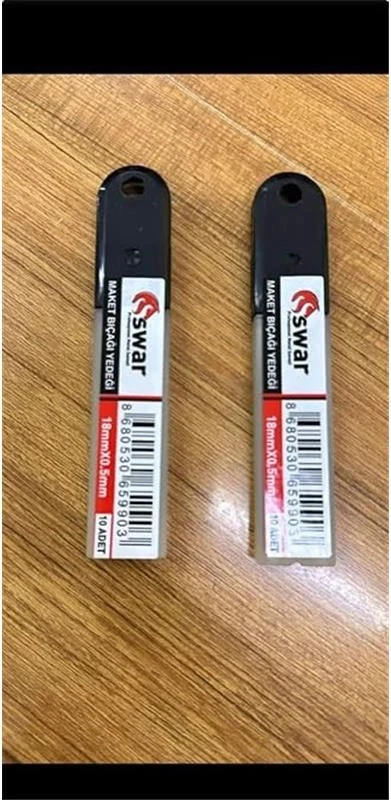 swar
MAKET BIÇAĞI YEDEĞİ
18mmX0.5mm
10 ADET
8 680530 659903
swar
MAKET BIÇAĞI YEDEĞİ
18mmX0.5mm
10 ADET
8 680530 659903